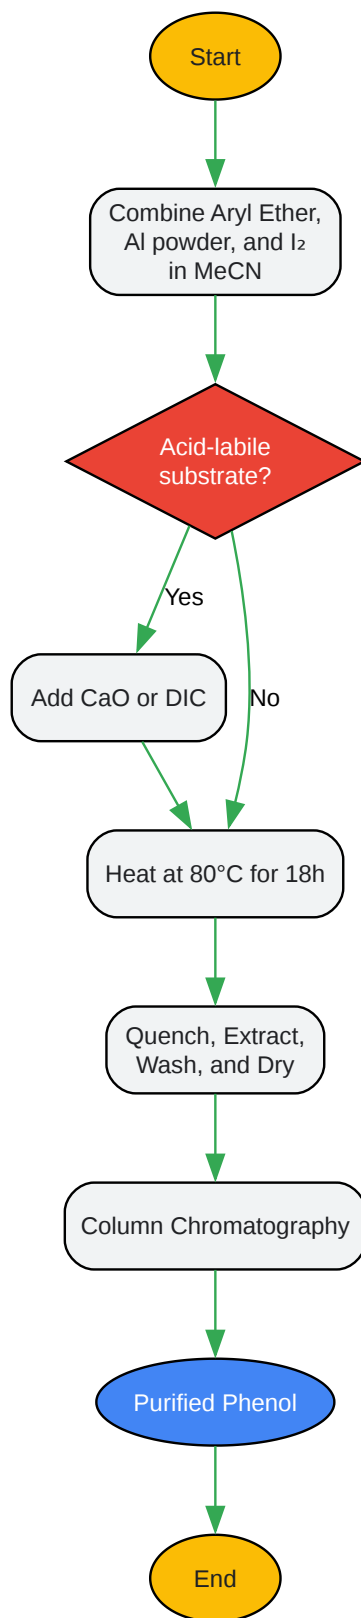 Start
Combine Aryl Ether,
Al powder, and I₂
in MeCN
Acid-labile
substrate?
Yes
Add CaO or DIC
No
Heat at 80°C for 18h
Quench, Extract,
Wash, and Dry
Column Chromatography
Purified Phenol
End